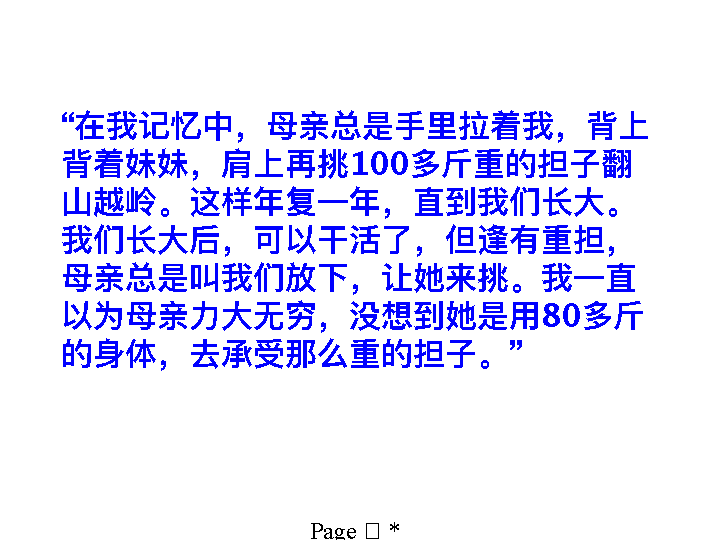 “在我记忆中，母亲总是手里拉着我，背上
背着妹妹，肩上再挑100多斤重的担子翻
山越岭。这样年复一年，直到我们长大。
我们长大后，可以干活了，但逢有重担，
母亲总是叫我们放下，让她来挑。我一直
以为母亲力大无穷，没想到她是用80多斤
的身体，去承受那么重的担子。”
Page  *